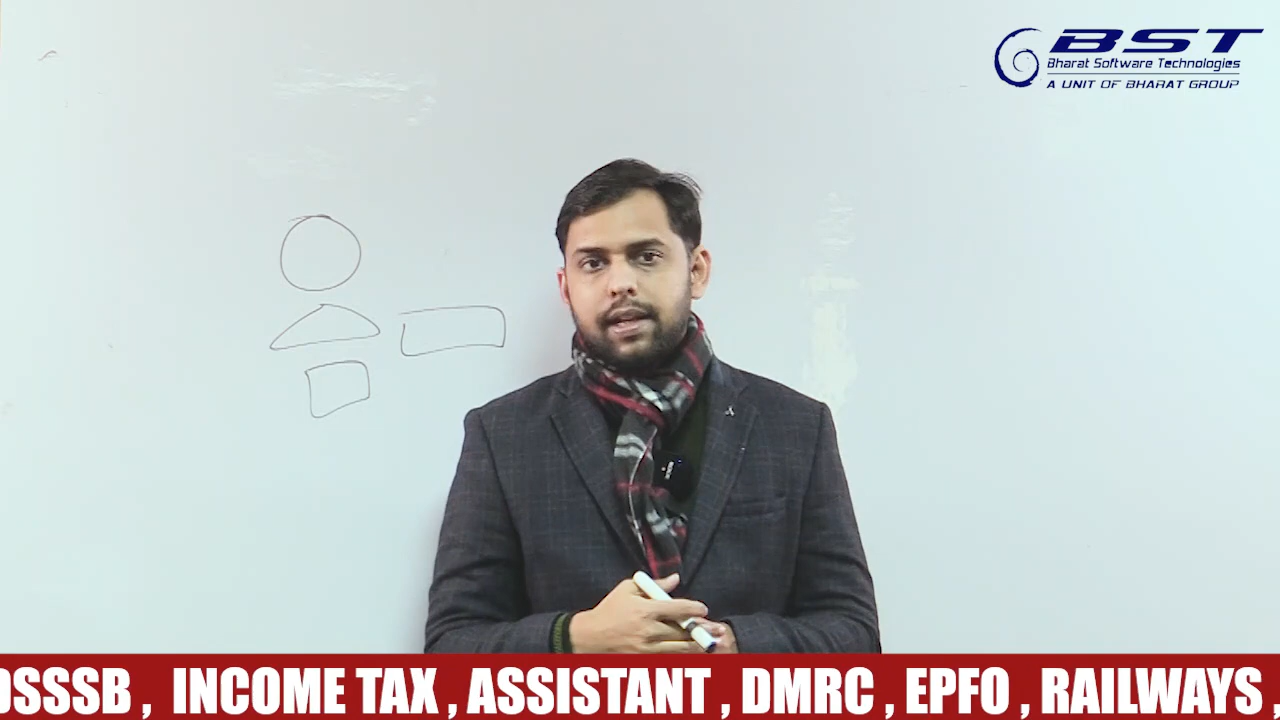 BST
Bharat Software Technologies
A UNIT OF BHARAT GROUP
SSSB , INCOME TAX , ASSISTANT , DMRC , EPFO , RAILWAYS ,